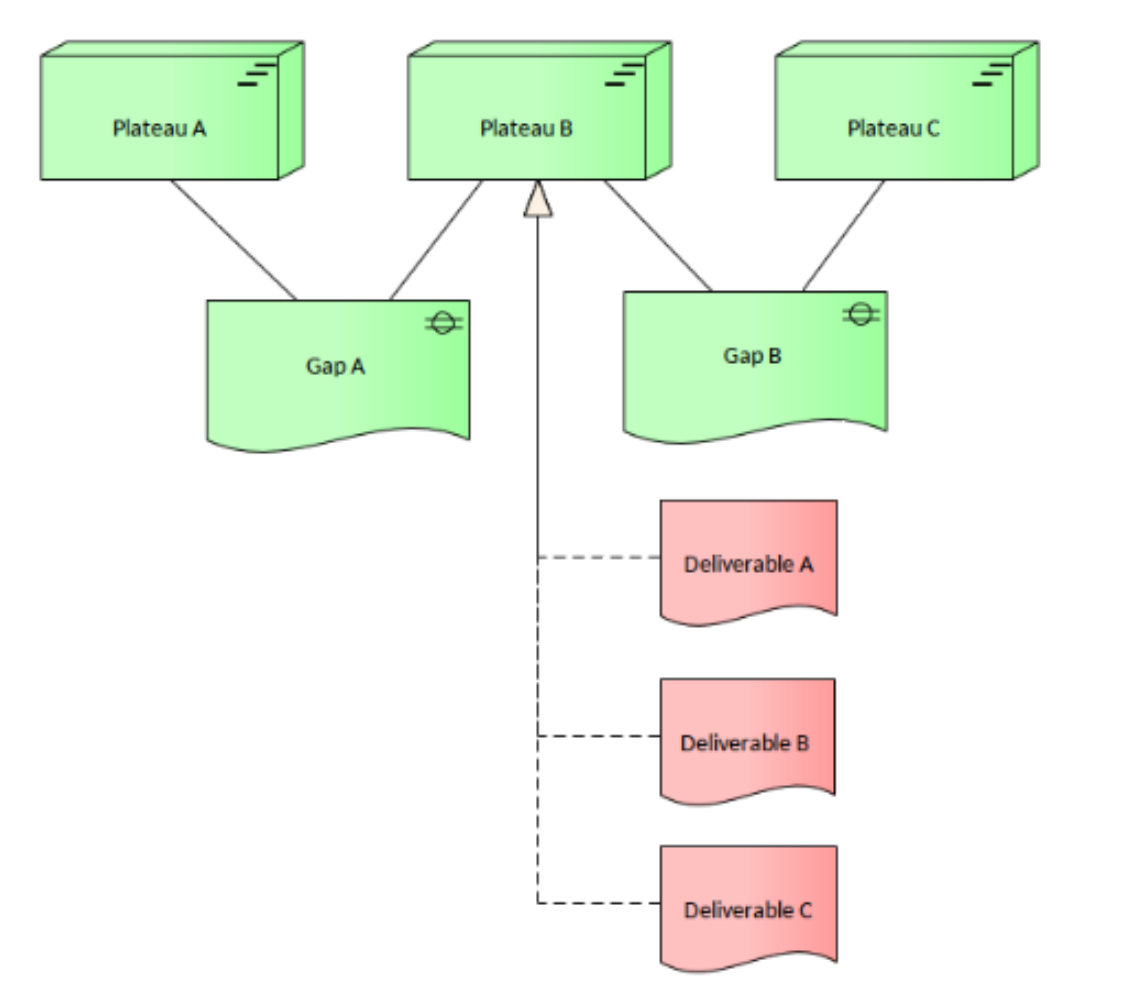 Plateau A
Plateau B
Plateau C
Gap A
Gap B
Deliverable A
Deliverable B
Deliverable C